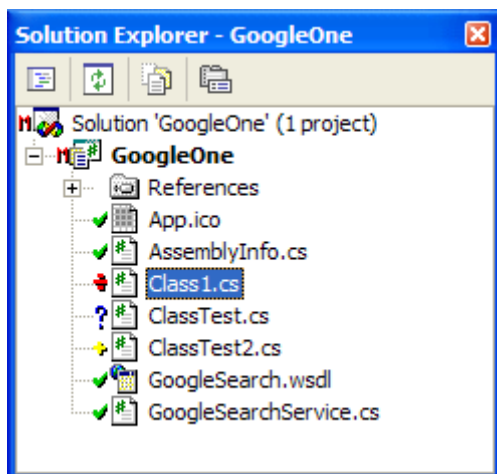 Solution Explorer - GoogleOne
Solution 'GoogleOne' (1 project)
GoogleOne
References
App.ico
AssemblyInfo.cs
Class1.cs
ClassTest.cs
ClassTest2.cs
GoogleSearch.wsdl
GoogleSearchService.cs